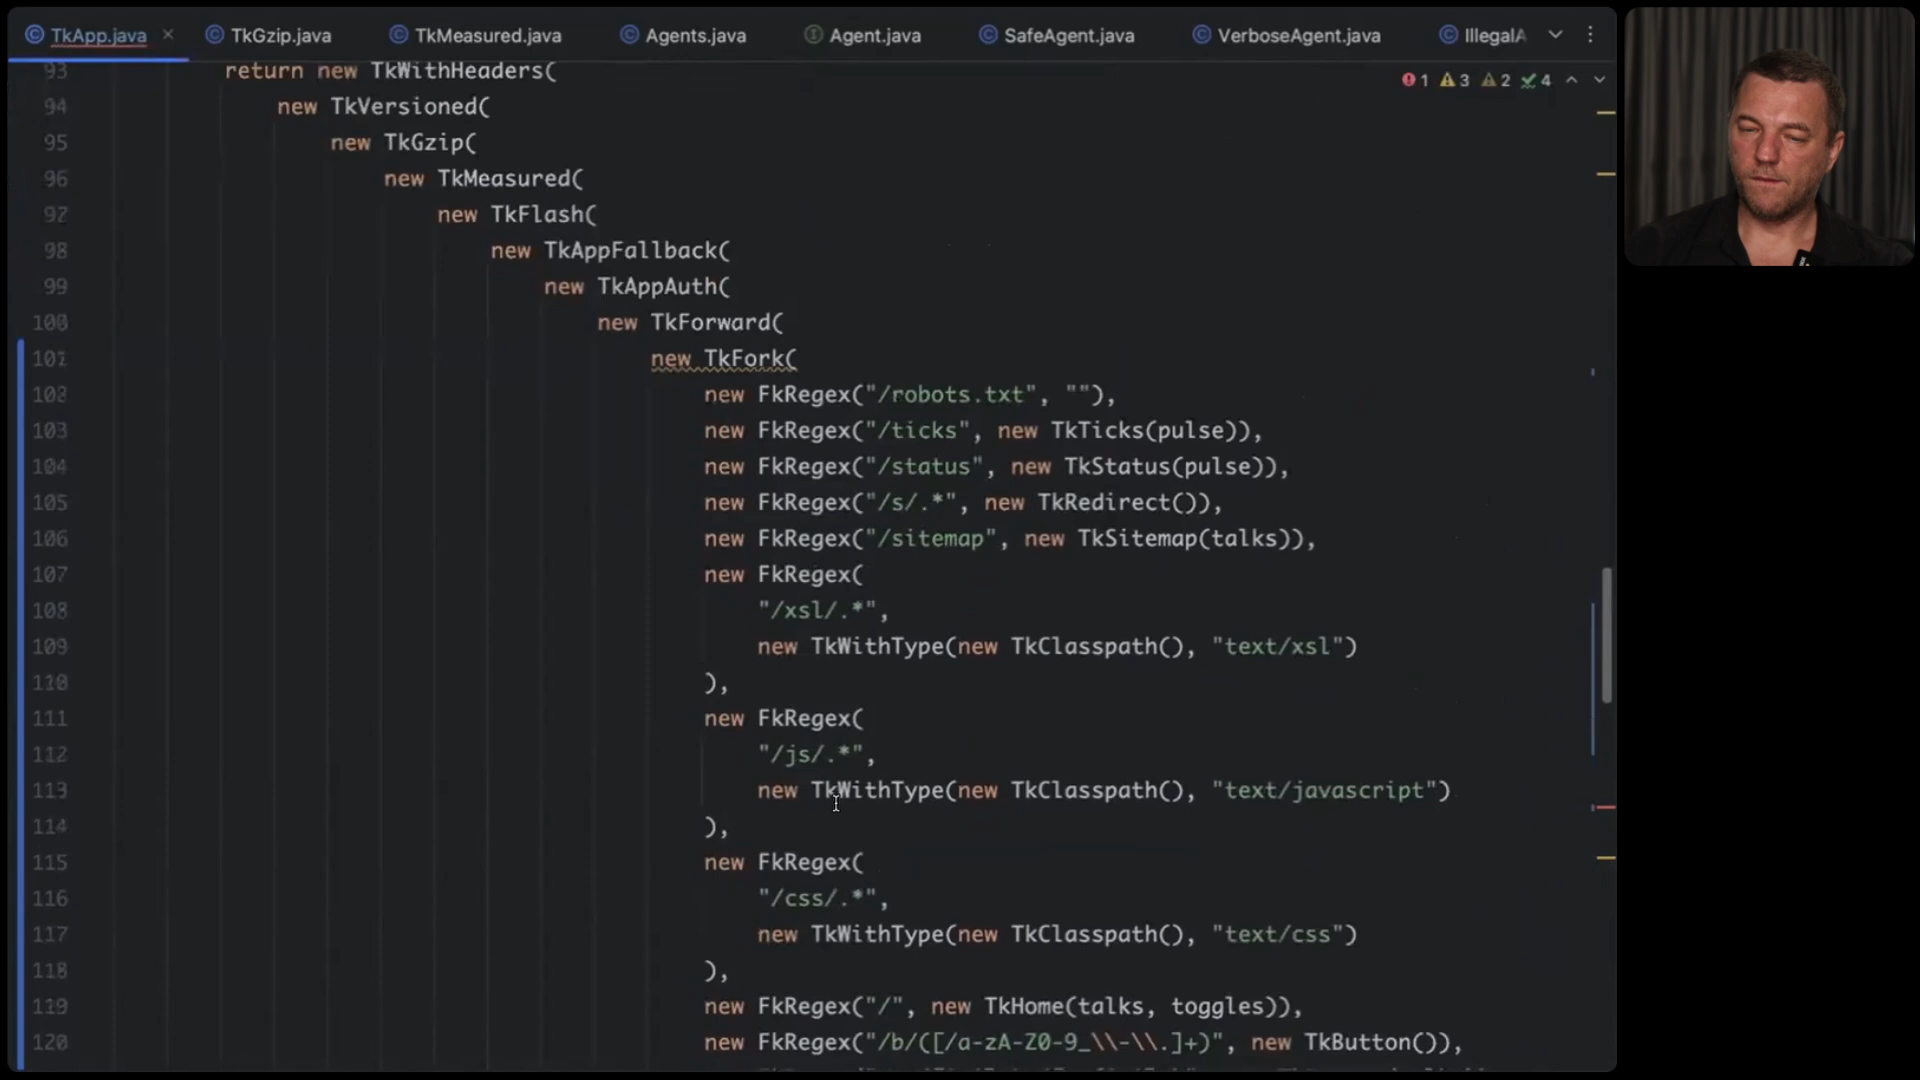 TkApp.java TkGzip.java TkMeasured.java Agents.java Agent.java SafeAgent.java VerboseAgent.java IllegalA
93 return new TkWithHeaders( 1 3 2 4
94 new TkVersioned(
95 new TkGzip(
96 new TkMeasured(
97 new TkFlash(
98 new TkAppFallback(
99 new TkAppAuth(
100 new TkForward(
101 new TkFork(
102 new FkRegex("/robots.txt", ""),
103 new FkRegex("/ticks", new TkTicks(pulse)),
104 new FkRegex("/status", new TkStatus(pulse)),
105 new FkRegex("/s/.*", new TkRedirect()),
106 new FkRegex("/sitemap", new TkSitemap(talks)),
107 new FkRegex(
108 "/xsl/.*",
109 new TkWithType(new TkClasspath(), "text/xsl")
110 ),
111 new FkRegex(
112 "/js/.*",
113 new TkWithType(new TkClasspath(), "text/javascript")
114 ),
115 new FkRegex(
116 "/css/.*",
117 new TkWithType(new TkClasspath(), "text/css")
118 ),
119 new FkRegex("/", new TkHome(talks, toggles)),
120 new FkRegex("/b/([/a-zA-Z0-9_\\-\\.]+)", new TkButton()),